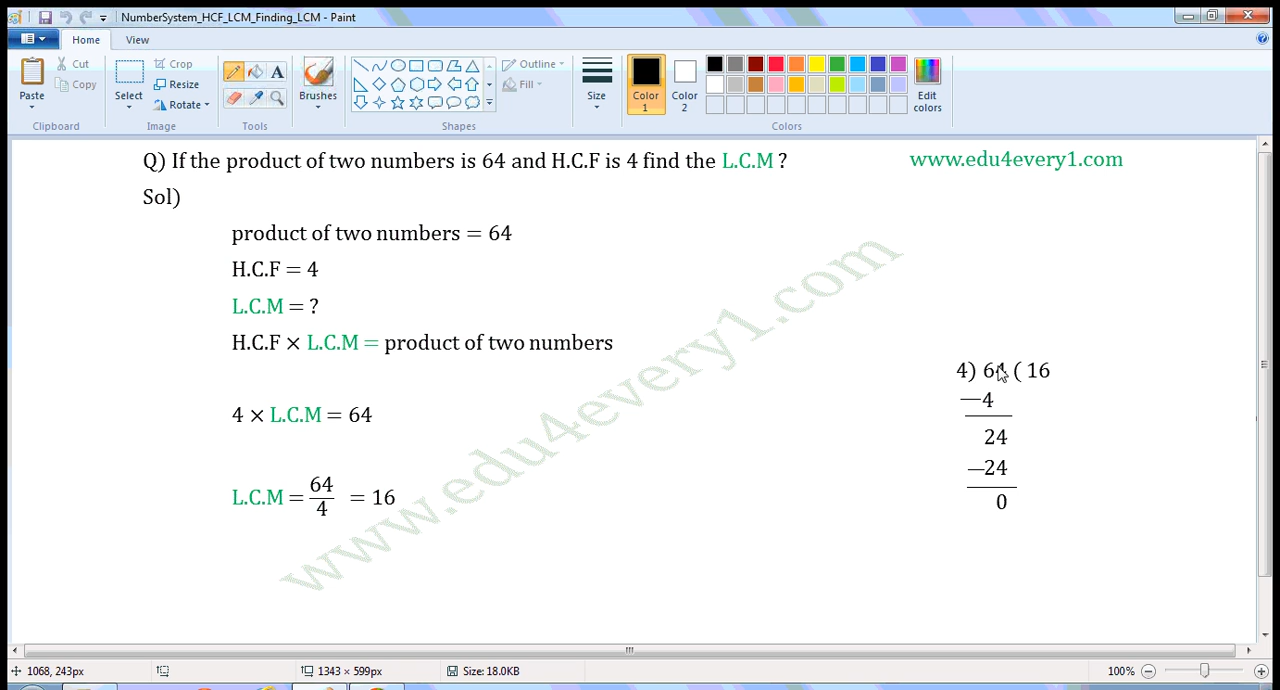 NumberSystem_HCF_LCM_Finding_LCM - Paint
Home View
Paste Cut Copy Select Crop Resize Rotate Brushes Outline Fill Size Color 1 Color 2 Edit colors
Clipboard Image Tools Shapes Colors
Q) If the product of two numbers is 64 and H.C.F is 4 find the L.C.M ? www.edu4every1.com
Sol)
product of two numbers = 64
H.C.F = 4
L.C.M = ?
H.C.F × L.C.M = product of two numbers
4 × L.C.M = 64
L.C.M = 64/4 = 16
4) 64 ( 16
—4
24
—24
0
www.edu4every1.com
1068, 243px 1343 × 599px Size: 18.0KB 100%